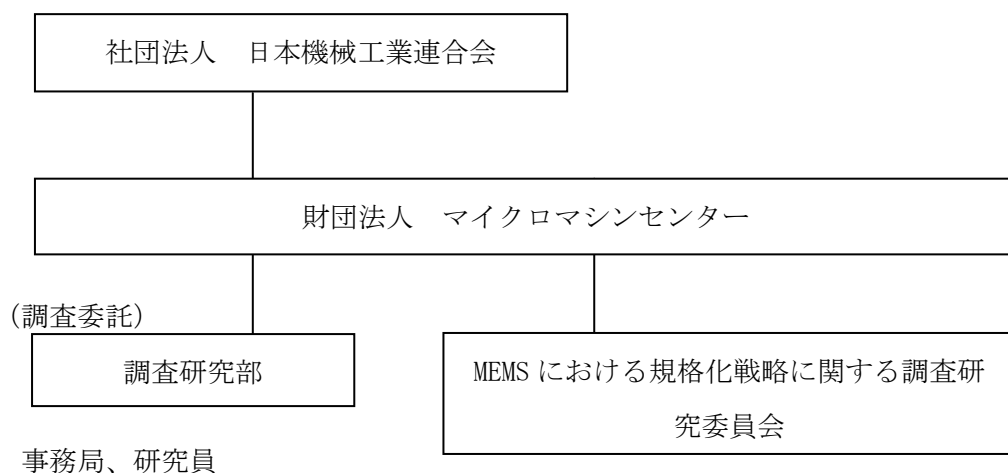 社団法人　日本機械工業連合会
財団法人　マイクロマシンセンター
(調査委託)
調査研究部
MEMS における規格化戦略に関する調査研
究委員会
事務局、研究員